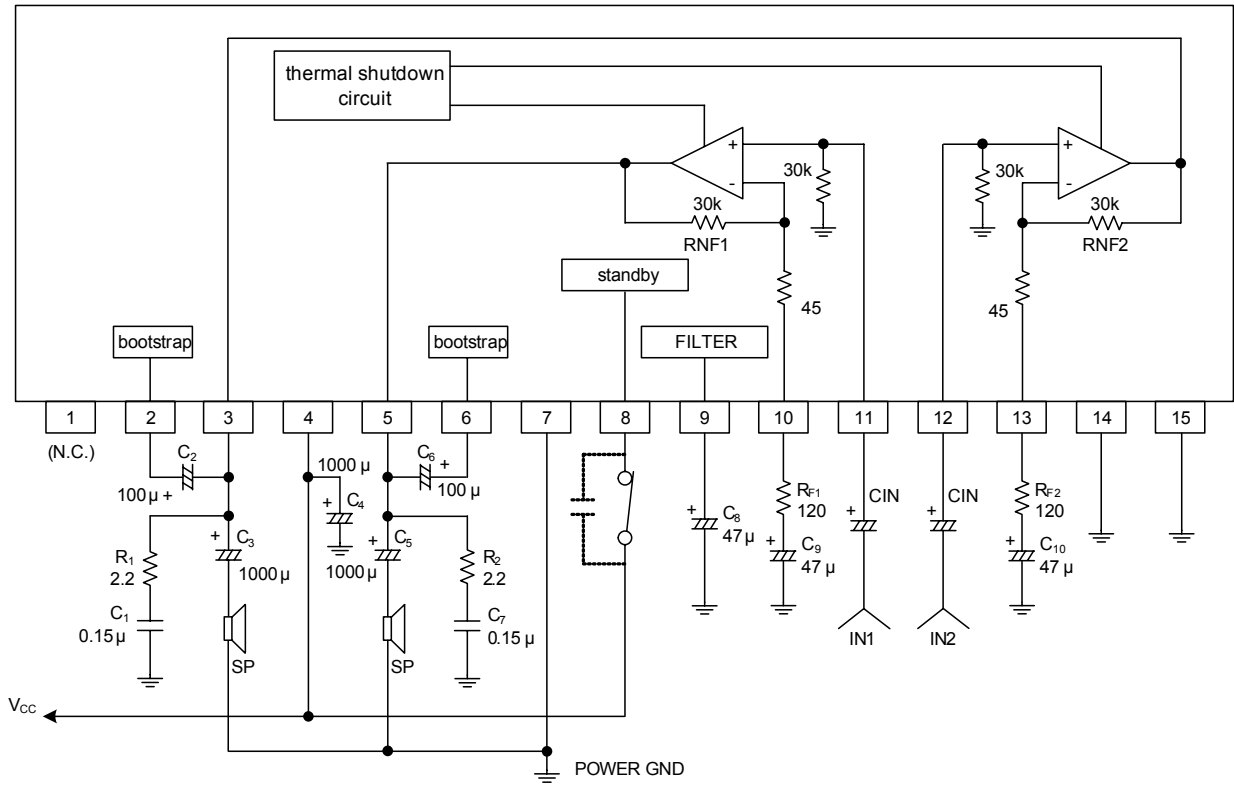 thermal shutdown
circuit
+
-
30k
30k
RNF1
45
+
-
30k
30k
RNF2
45
standby
bootstrap
bootstrap
FILTER
1
2
3
4
5
6
7
8
9
10
11
12
13
14
15
(N.C.)
C2
100µ +
1000µ
+
C4
C6
+
100µ
R1
2.2
+
C3
1000µ
+
C5
1000µ
R2
2.2
C1
0.15µ
C7
0.15µ
SP
SP
+
C8
47µ
RF1
120
+
C9
47µ
CIN
+
IN1
CIN
+
IN2
RF2
120
+
C10
47µ
VCC
POWER GND